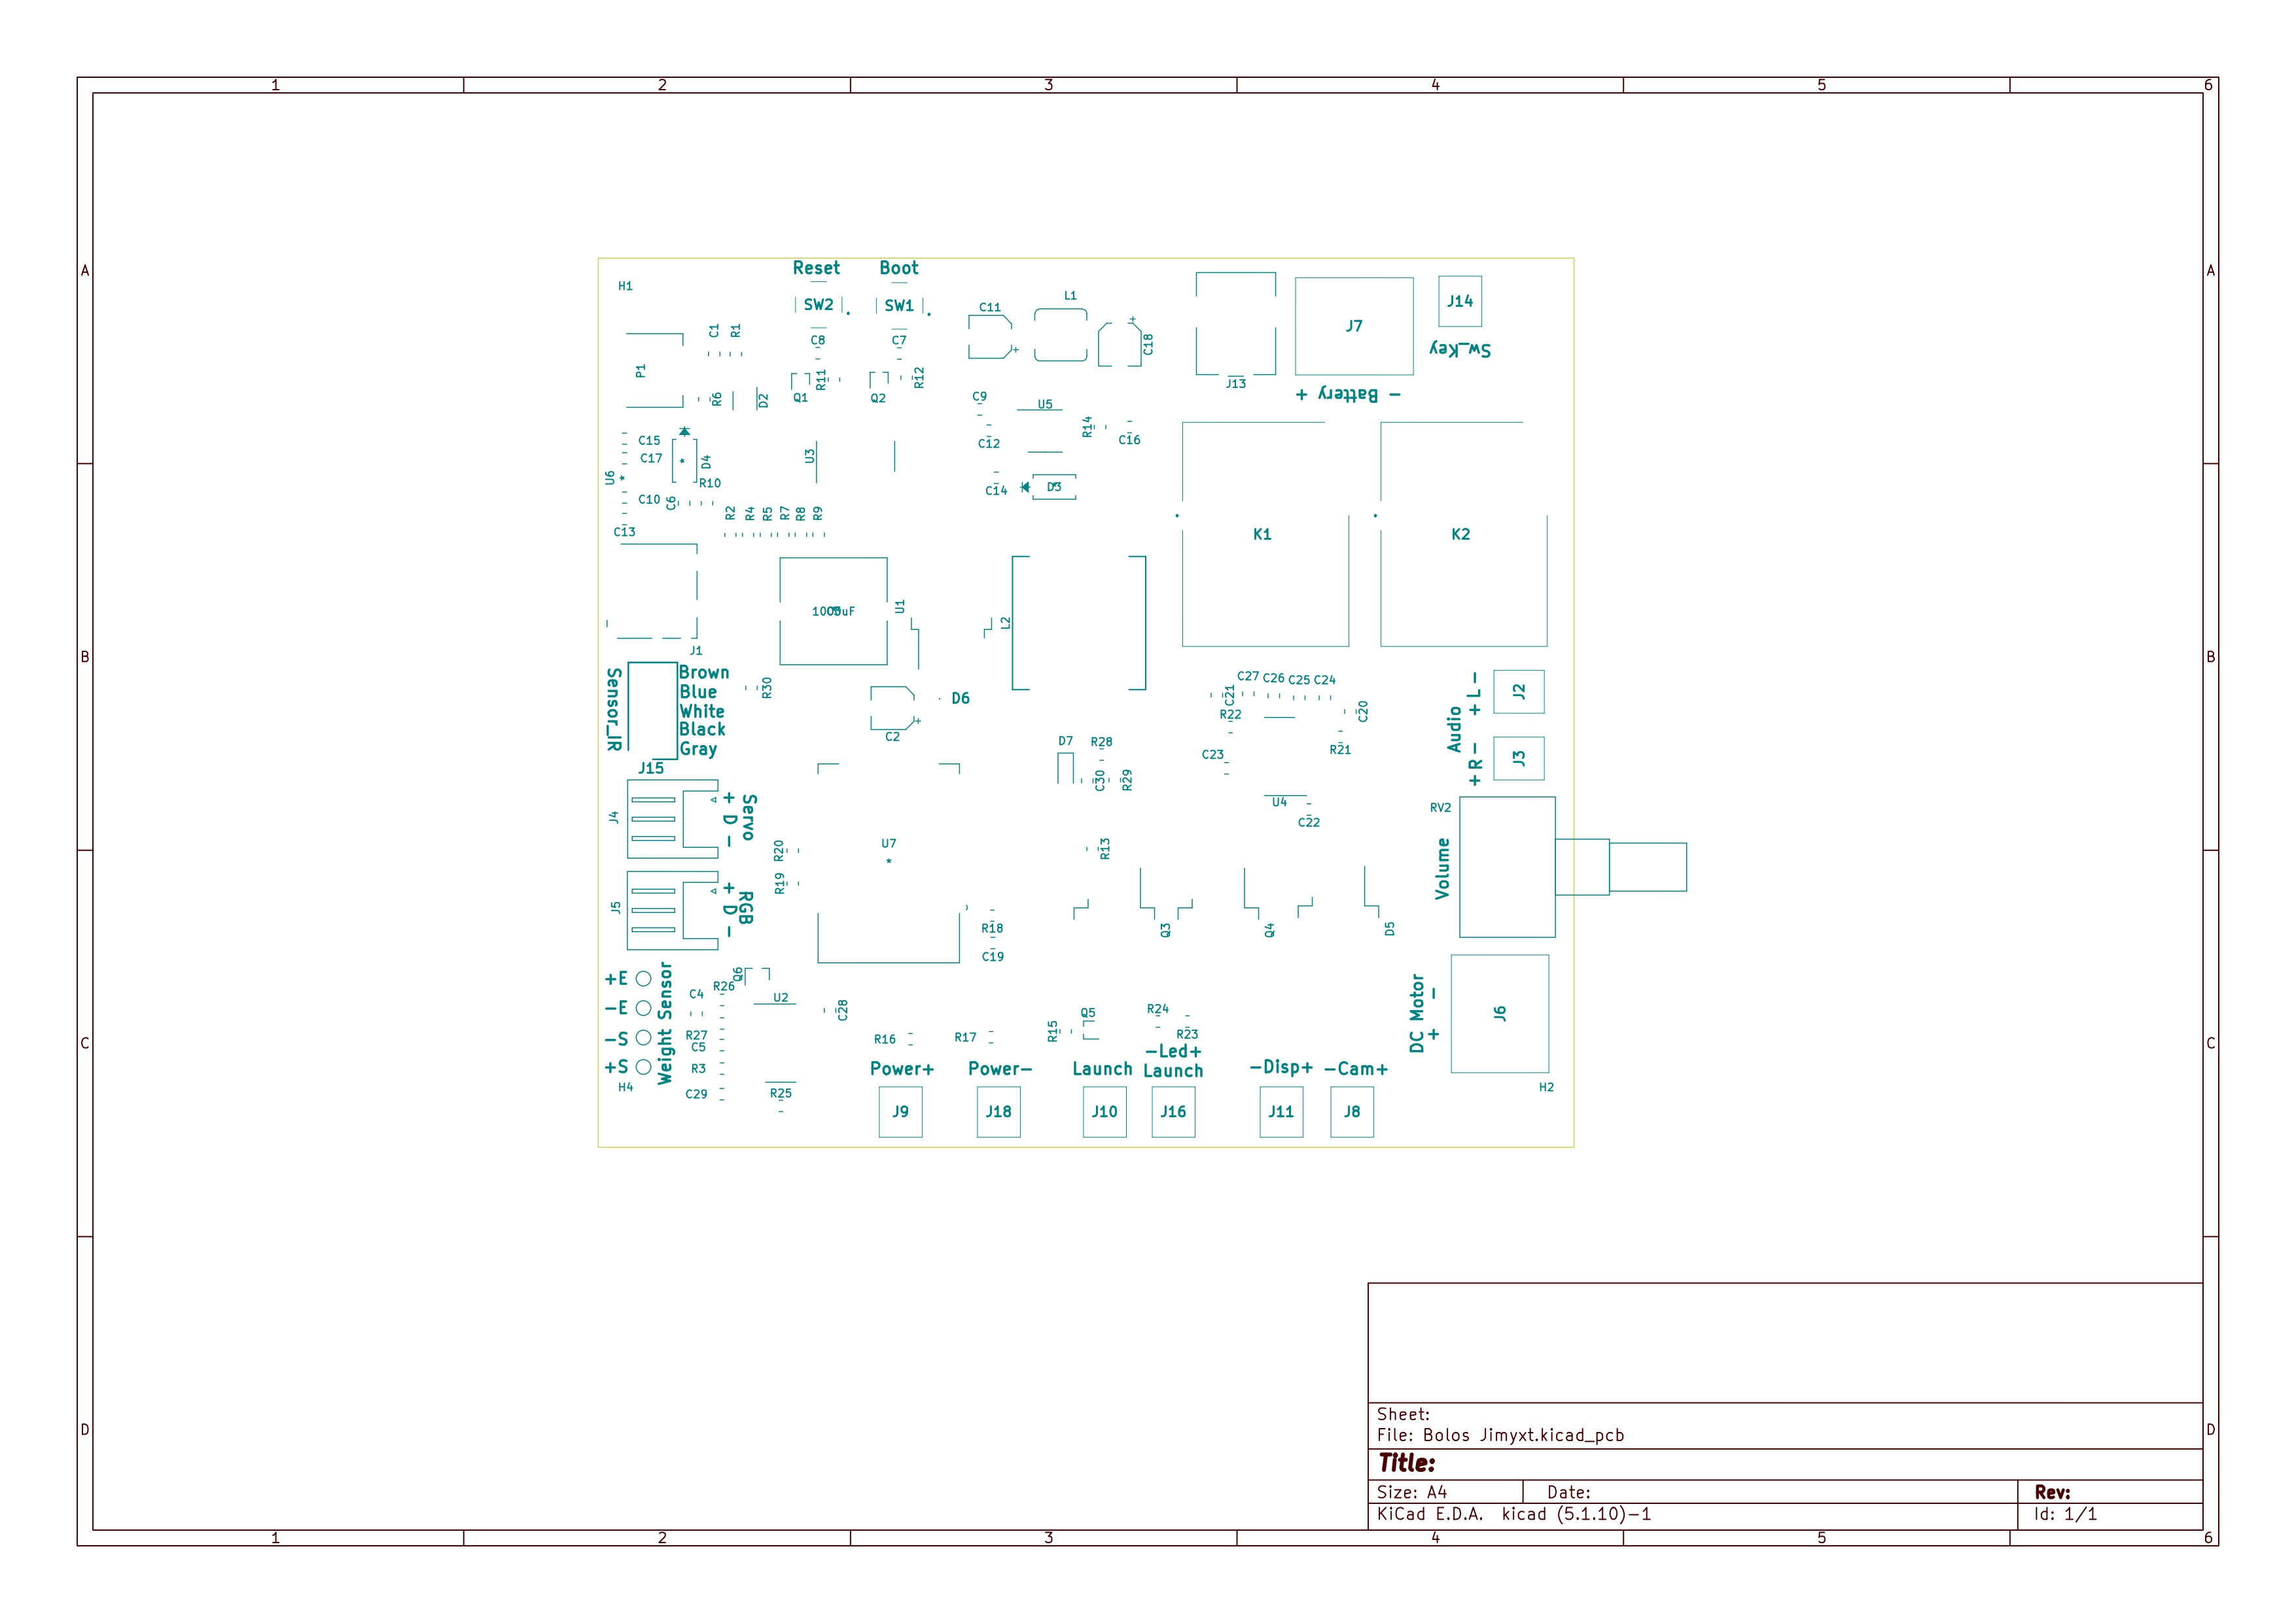 1 2 3 4 5 6
A A
Reset Boot
H1
SW2 SW1
C11 L1
J14
J7
C1 R1
C8 C7
C18
Sw_Key
P1
R11 R12
J13
Q1 Q2
R6 D2
C9 U5
- Battery +
R14
C15 C12 C16
C17 D4 U3
U6
R10 C14 D3
C10 C6
R2 R4 R5 R7 R8 R9
C13
K1 K2
U1
L2
J1
B B
Sensor_IR
Brown
Blue
White
Black
Gray
J15
R30
D6
C2
C27 C26 C25 C24
C21
R22 C20
R21
C23
J2
+ L -
Audio
+ R -
J3
D7 R28
C30 R29
U4
C22
RV2
Volume
J4
+ D -
Servo
R20
U7
*
R13
R19
J5
+ D -
RGB
R18
C19
Q3 Q4 D5
+E
-E
-S
+S
Weight Sensor
H4
Q6
R26
C4 U2
C28
R27
C5
R3
C29
R25
R16 R17
R15 Q5
R24
R23
DC Motor
+ -
J6
H2
Power+ Power- Launch
-Led+
Launch
-Disp+ -Cam+
J9 J18 J10 J16 J11 J8
C C
D D
Sheet:
File: Bolos Jimyxt.kicad_pcb
Title:
Size: A4 Date: Rev:
KiCad E.D.A. kicad (5.1.10)-1 Id: 1/1
1 2 3 4 5 6